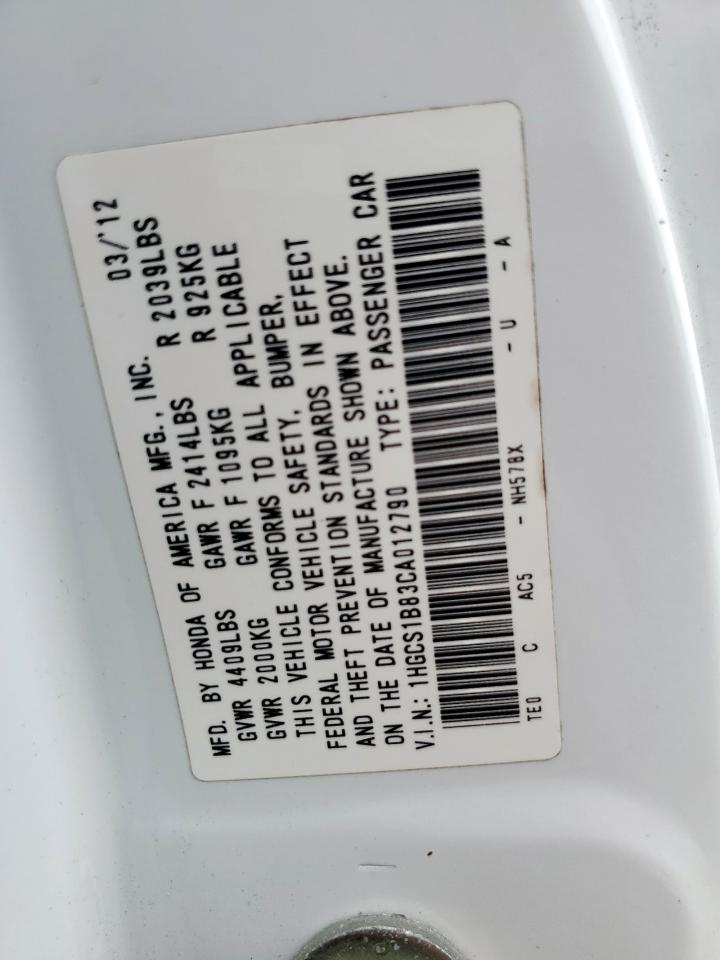 MFD. BY HONDA OF AMERICA MFG., INC. 03/'12
GVWR 4409LBS GAWR F 2414LBS R 2039LBS
GVWR 2000KG GAWR F 1095KG R 925KG
THIS VEHICLE CONFORMS TO ALL APPLICABLE
FEDERAL MOTOR VEHICLE SAFETY, BUMPER,
AND THEFT PREVENTION STANDARDS IN EFFECT
ON THE DATE OF MANUFACTURE SHOWN ABOVE.
V.I.N.: 1HGCS1B83CA012790 TYPE: PASSENGER CAR
TE0 C AC5 - NH578X - U - A